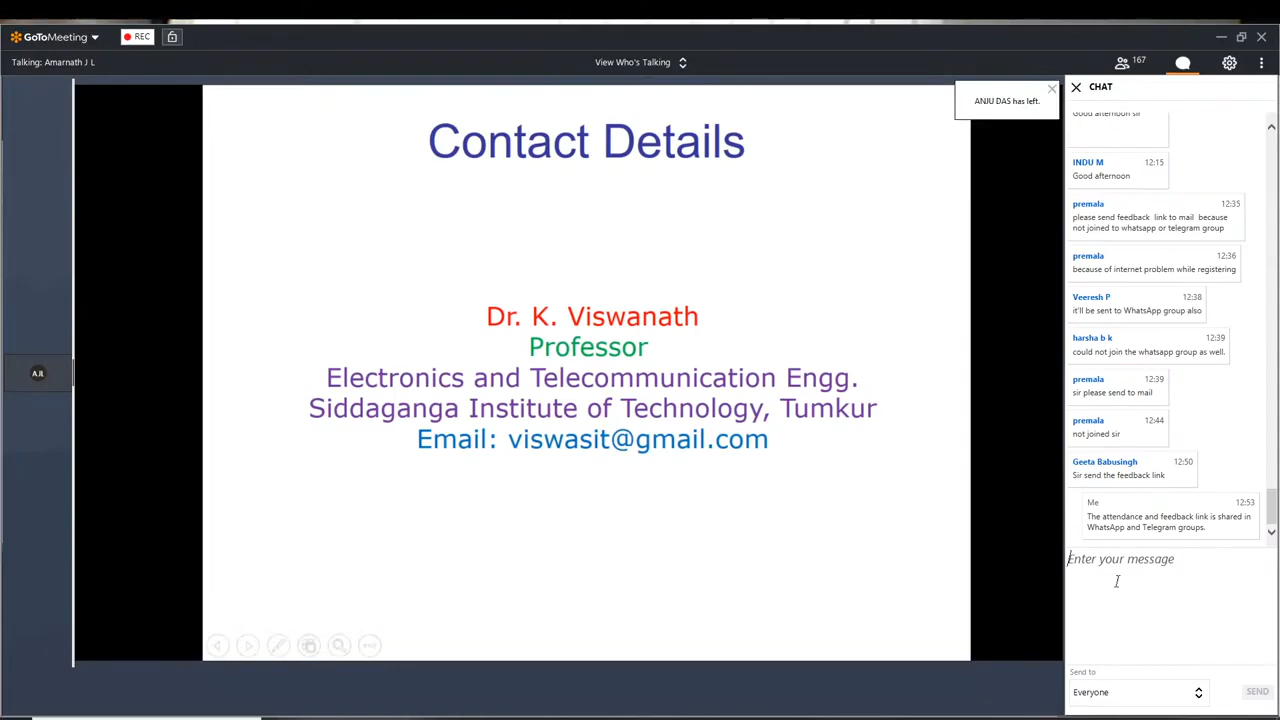 GoToMeeting
REC
Talking: Amarnath J L
View Who's Talking
167
CHAT
ANJU DAS has left.
Contact Details
Dr. K. Viswanath
Professor
Electronics and Telecommunication Engg.
Siddaganga Institute of Technology, Tumkur
Email: viswasit@gmail.com
AJL
Good afternoon sir
INDU M 12:15
Good afternoon
premala 12:35
please send feedback link to mail because
not joined to whatsapp or telegram group
premala 12:36
because of internet problem while registering
Veeresh P 12:38
it'll be sent to WhatsApp group also
harsha b k 12:39
could not join the whatsapp group as well.
premala 12:39
sir please send to mail
premala 12:44
not joined sir
Geeta Babusingh 12:50
Sir send the feedback link
Me 12:53
The attendance and feedback link is shared in
WhatsApp and Telegram groups.
Enter your message
Send to
Everyone
SEND